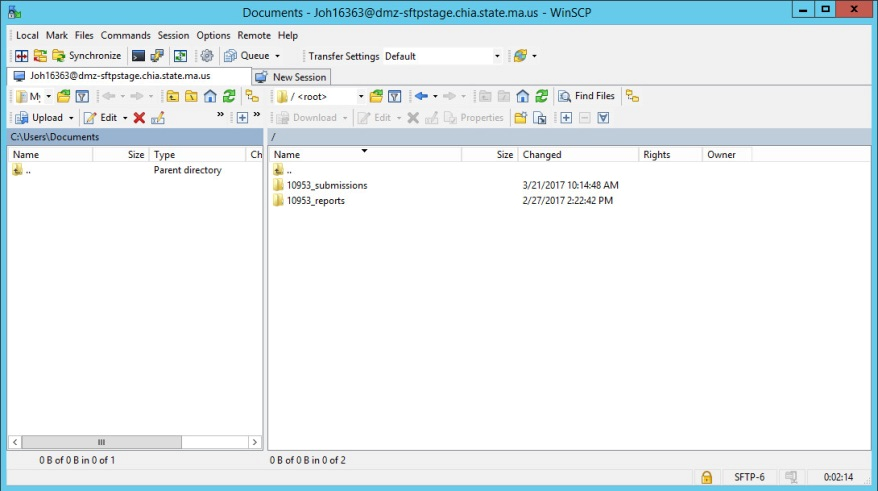 Documents - Joh16363@dmz-sftpstage.chia.state.ma.us - WinSCP
Local Mark Files Commands Session Options Remote Help
Synchronize Queue Transfer Settings Default
Joh16363@dmz-sftpstage.chia.state.ma.us New Session
My / <root> Find Files
Upload Edit » » Download Edit Properties
C:\Users\Documents /
Name Size Type Ch Name Size Changed Rights Owner
.. Parent directory ..
10953_submissions 3/21/2017 10:14:48 AM
10953_reports 2/27/2017 2:22:42 PM
0 B of 0 B in 0 of 1 0 B of 0 B in 0 of 2
SFTP-6 0:02:14